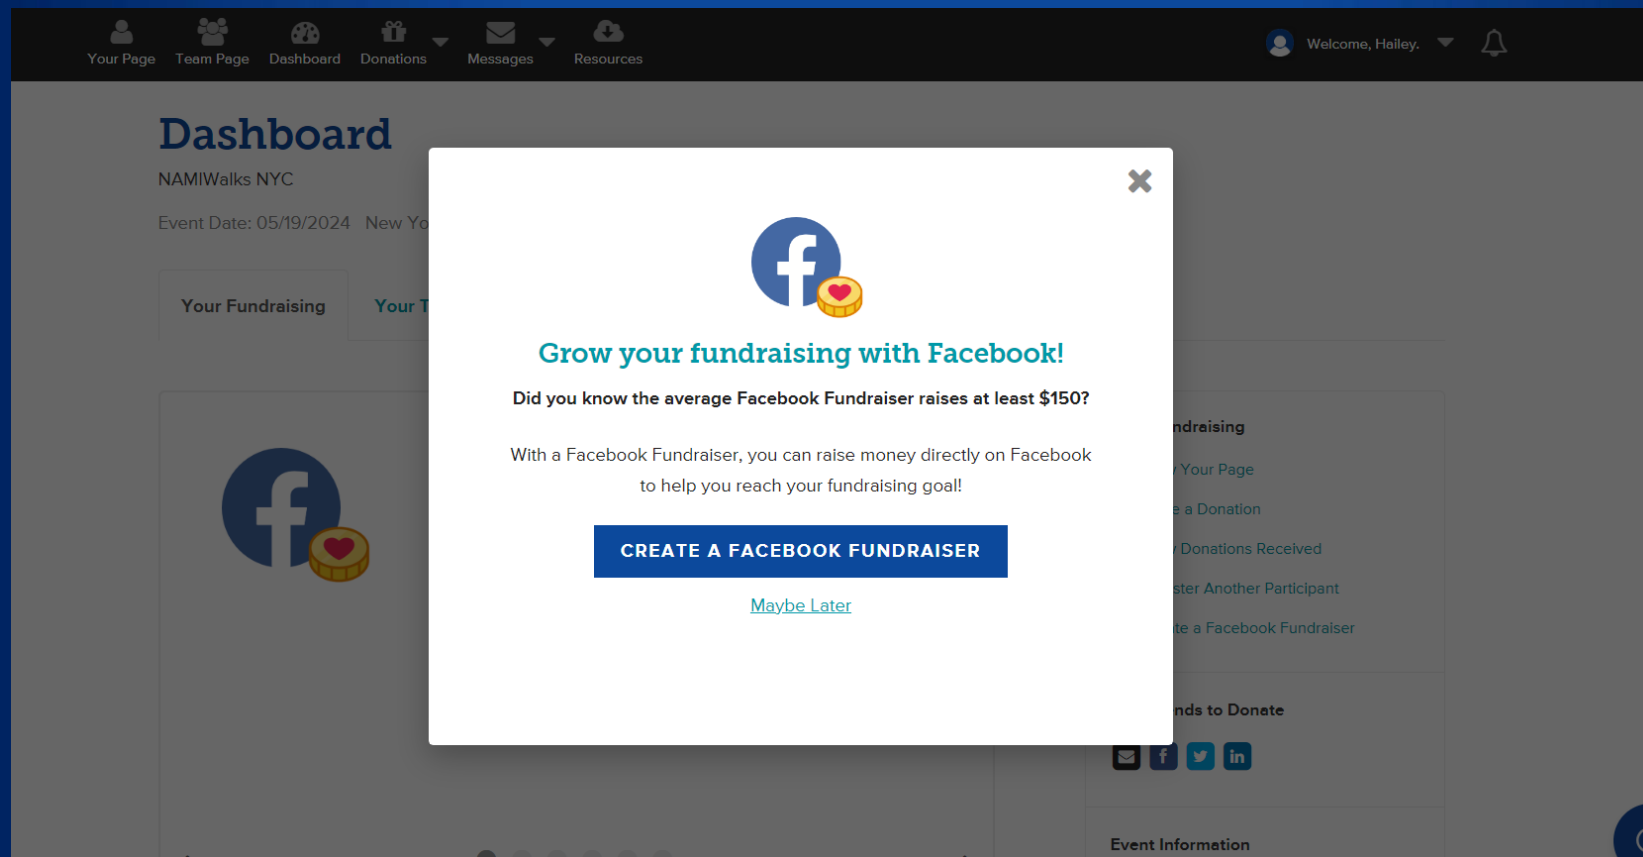 Your Page
Team Page
Dashboard
Donations
Messages
Resources
Welcome, Hailey.
Dashboard
NAMIWalks NYC
Event Date: 05/19/2024 New
Your Fundraising
Your
Grow your fundraising with Facebook!
Did you know the average Facebook Fundraiser raises at least $150?
With a Facebook Fundraiser, you can raise money directly on Facebook
to help you reach your fundraising goal!
CREATE A FACEBOOK FUNDRAISER
Maybe Later
Your Page
a Donation
Donations Received
Another Participant
a Facebook Fundraiser
to Donate
Event Information